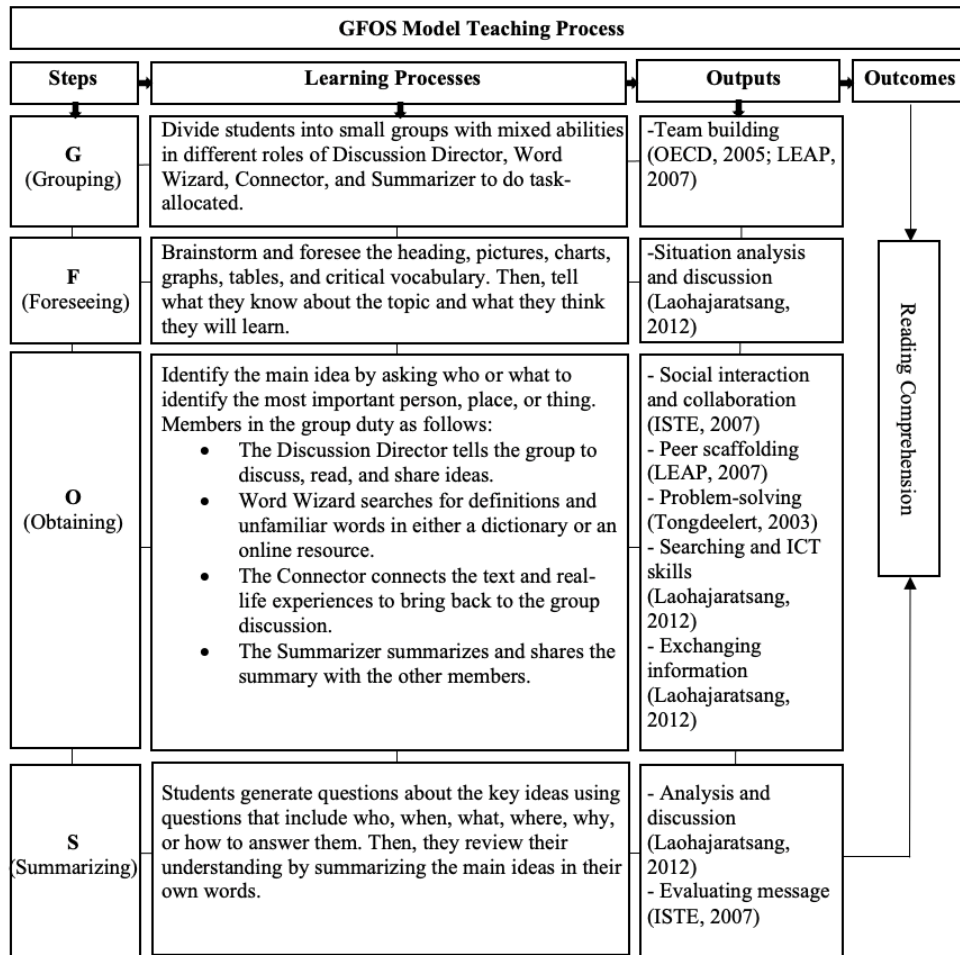 GFOS Model Teaching Process
Steps
Learning Processes
Outputs
Outcomes
G
(Grouping)
Divide students into small groups with mixed abilities
in different roles of Discussion Director, Word
Wizard, Connector, and Summarizer to do task-
allocated.
-Team building
(OECD, 2005; LEAP,
2007)
F
(Foreseeing)
Brainstorm and foresee the heading, pictures, charts,
graphs, tables, and critical vocabulary. Then, tell
what they know about the topic and what they think
they will learn.
-Situation analysis
and discussion
(Laohajaratsang,
2012)
O
(Obtaining)
Identify the main idea by asking who or what to
identify the most important person, place, or thing.
Members in the group duty as follows:
• The Discussion Director tells the group to
discuss, read, and share ideas.
• Word Wizard searches for definitions and
unfamiliar words in either a dictionary or an
online resource.
• The Connector connects the text and real-
life experiences to bring back to the group
discussion.
• The Summarizer summarizes and shares the
summary with the other members.
- Social interaction
and collaboration
(ISTE, 2007)
- Peer scaffolding
(LEAP, 2007)
- Problem-solving
(Tongdeelert, 2003)
- Searching and ICT
skills
(Laohajaratsang,
2012)
- Exchanging
information
(Laohajaratsang,
2012)
S
(Summarizing)
Students generate questions about the key ideas using
questions that include who, when, what, where, why,
or how to answer them. Then, they review their
understanding by summarizing the main ideas in their
own words.
- Analysis and
discussion
(Laohajaratsang,
2012)
- Evaluating message
(ISTE, 2007)
Reading Comprehension